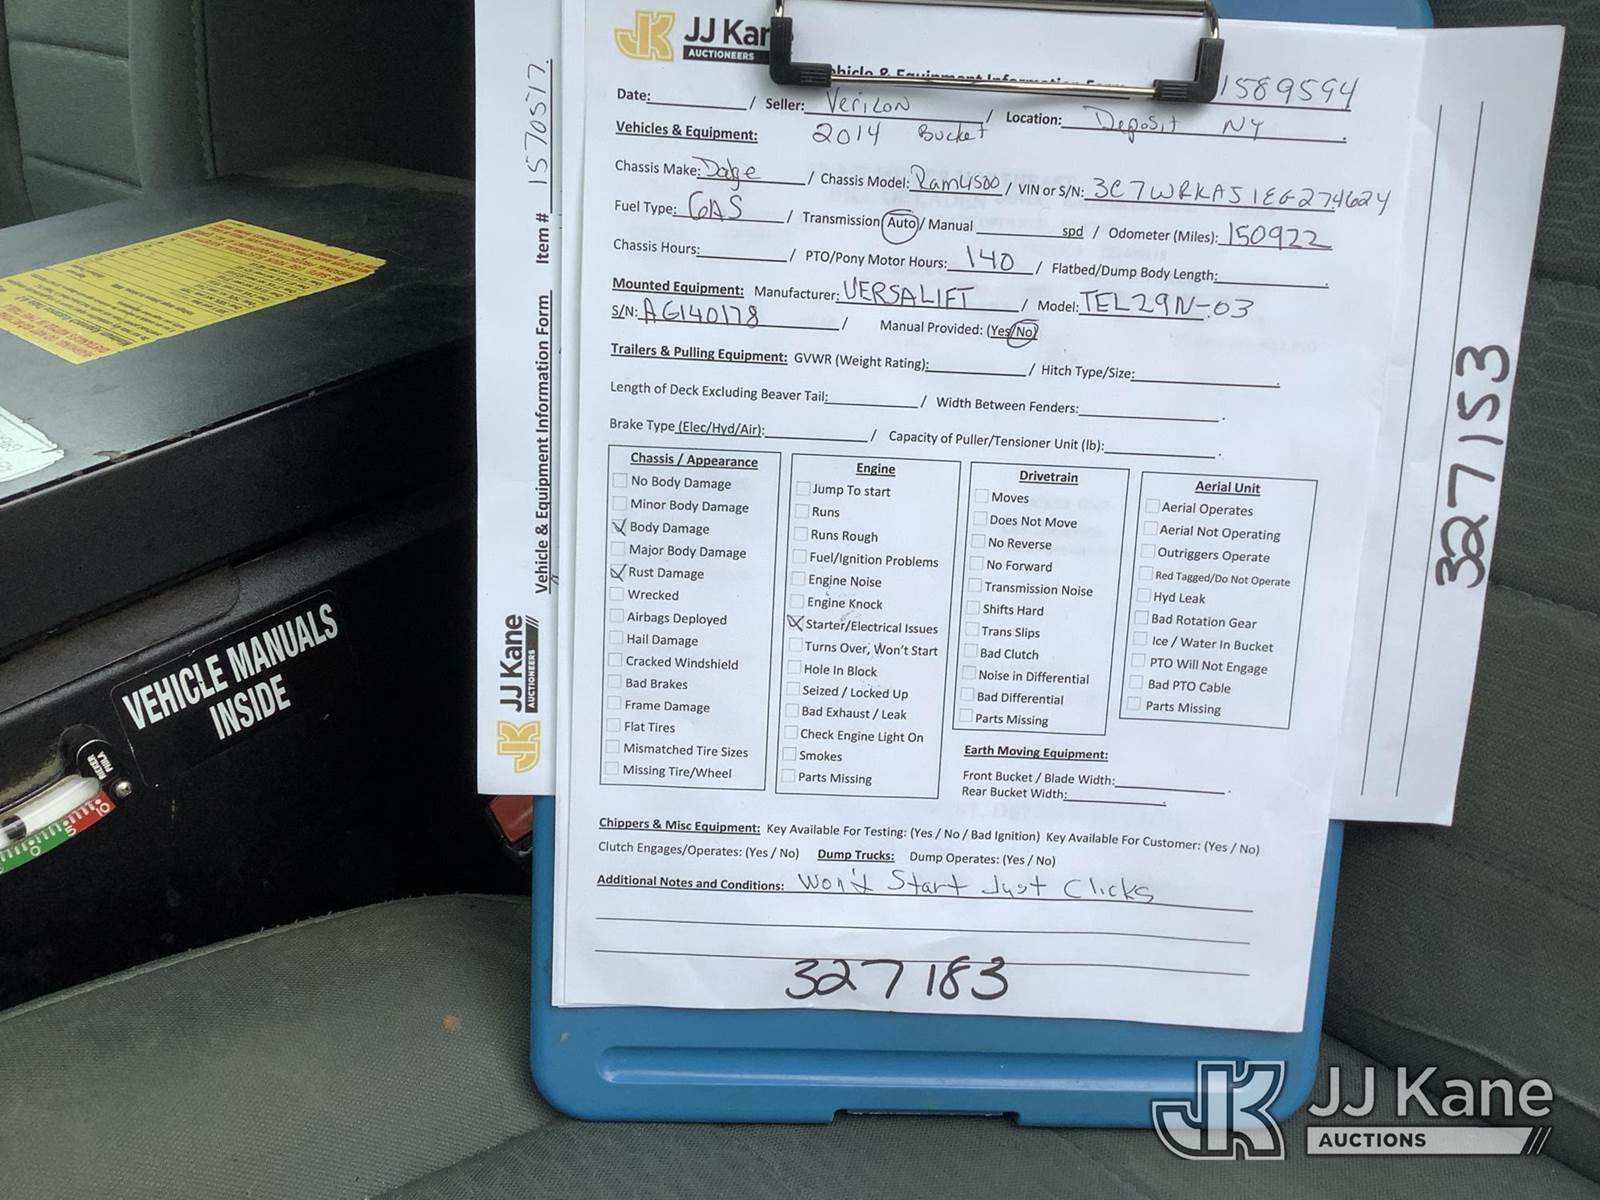 JJ Kane
AUCTIONEERS
1589594
Date: / Seller: Verizon / Location: Deposit NY
Vehicles & Equipment: 2014 Bucket
Chassis Make: Dodge / Chassis Model: Ram4500 / VIN or S/N: 3C7WRKAS1EG274624
Fuel Type: GAS / Transmission Auto / Manual spd / Odometer (Miles): 150922
Chassis Hours: / PTO/Pony Motor Hours: 140 / Flatbed/Dump Body Length:
Mounted Equipment: Manufacturer: VERSALIFT / Model: TEL29N-03
S/N: AG140178 / Manual Provided: (Yes/No)
Trailers & Pulling Equipment: GVWR (Weight Rating): / Hitch Type/Size:
Length of Deck Excluding Beaver Tail: / Width Between Fenders:
Brake Type (Elec/Hyd/Air): / Capacity of Puller/Tensioner Unit (lb):
Chassis / Appearance
No Body Damage
Minor Body Damage
Body Damage
Major Body Damage
Rust Damage
Wrecked
Airbags Deployed
Hail Damage
Cracked Windshield
Bad Brakes
Frame Damage
Flat Tires
Mismatched Tire Sizes
Missing Tire/Wheel
Engine
Jump To start
Runs
Runs Rough
Fuel/Ignition Problems
Engine Noise
Engine Knock
Starter/Electrical Issues
Turns Over, Won't Start
Hole In Block
Seized / Locked Up
Bad Exhaust / Leak
Check Engine Light On
Smokes
Parts Missing
Drivetrain
Moves
Does Not Move
No Reverse
No Forward
Transmission Noise
Shifts Hard
Trans Slips
Bad Clutch
Noise in Differential
Bad Differential
Parts Missing
Aerial Unit
Aerial Operates
Aerial Not Operating
Outriggers Operate
Red Tagged/Do Not Operate
Hyd Leak
Bad Rotation Gear
Ice / Water In Bucket
PTO Will Not Engage
Bad PTO Cable
Parts Missing
Earth Moving Equipment:
Front Bucket / Blade Width:
Rear Bucket Width:
Chippers & Misc Equipment: Key Available For Testing: (Yes / No / Bad Ignition) Key Available For Customer: (Yes / No)
Clutch Engages/Operates: (Yes / No) Dump Trucks: Dump Operates: (Yes / No)
Additional Notes and Conditions: Won't Start Just Clicks
327183
JJ Kane
AUCTIONEERS
Vehicle & Equipment Information Form Item # 1570517
327153
VEHICLE MANUALS
INSIDE
JJ Kane
AUCTIONS